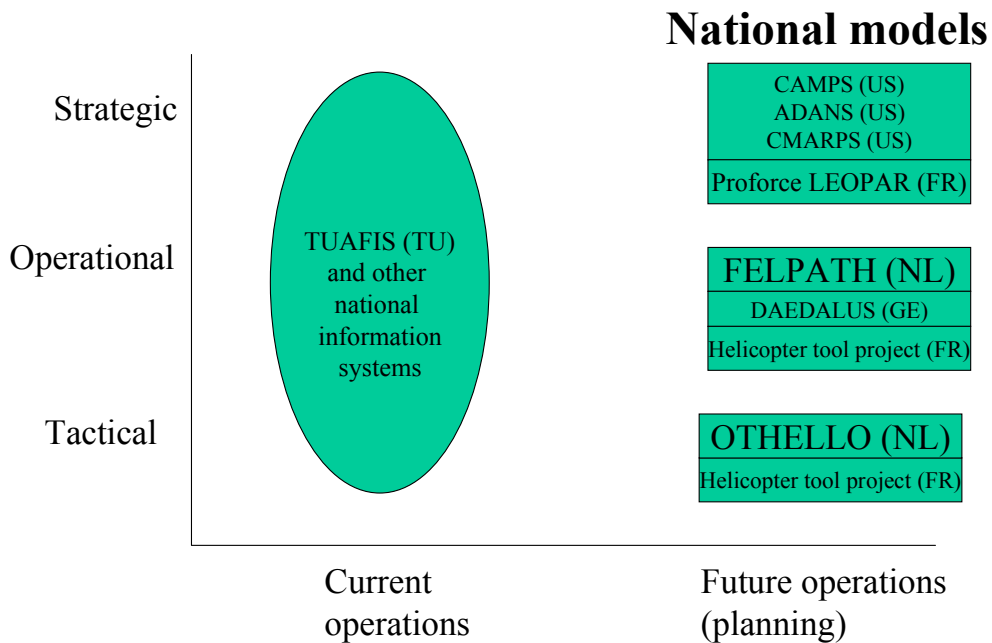 National models
Strategic
CAMPS (US)
ADANS (US)
CMARPS (US)
Proforce LEOPAR (FR)
Operational
TUAFIS (TU)
and other
national
information
systems
FELPATH (NL)
DAEDALUS (GE)
Helicopter tool project (FR)
Tactical
OTHELLO (NL)
Helicopter tool project (FR)
Current
operations
Future operations
(planning)